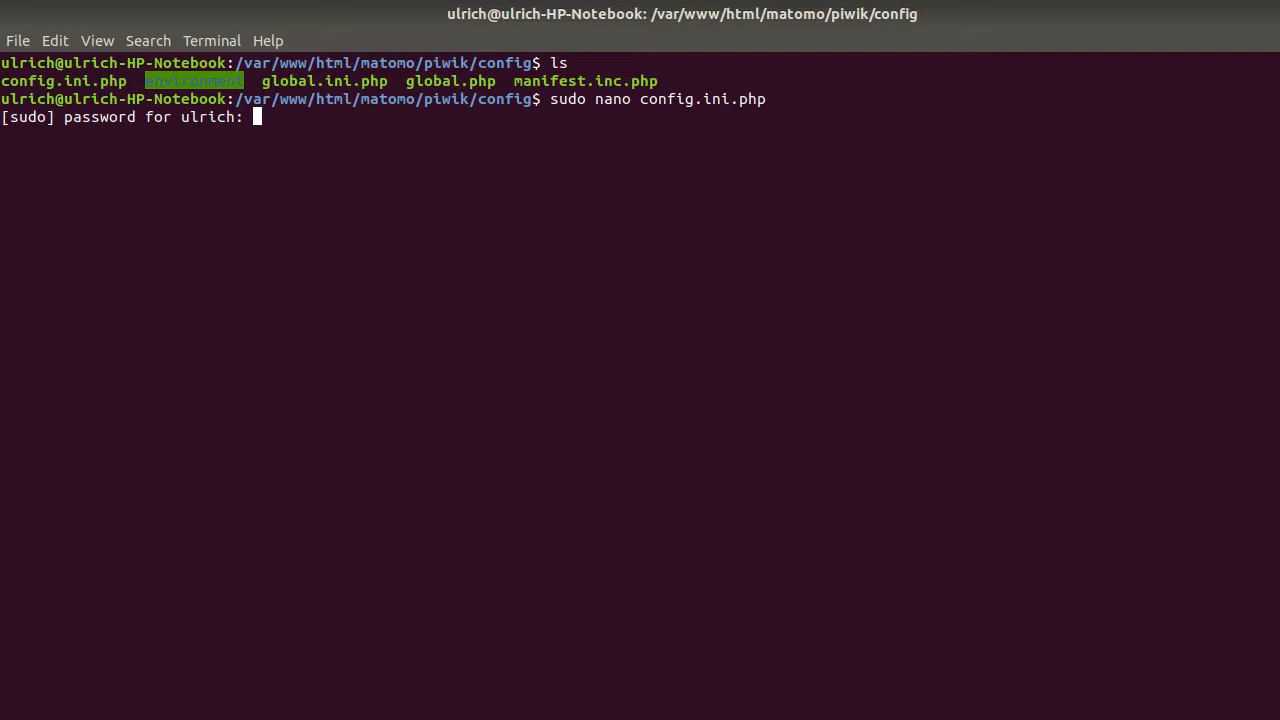 ulrich@ulrich-HP-Notebook: /var/www/html/matomo/piwik/config
File Edit View Search Terminal Help
ulrich@ulrich-HP-Notebook:/var/www/html/matomo/piwik/config$ ls
config.ini.php environment global.ini.php global.php manifest.inc.php
ulrich@ulrich-HP-Notebook:/var/www/html/matomo/piwik/config$ sudo nano config.ini.php
[sudo] password for ulrich: